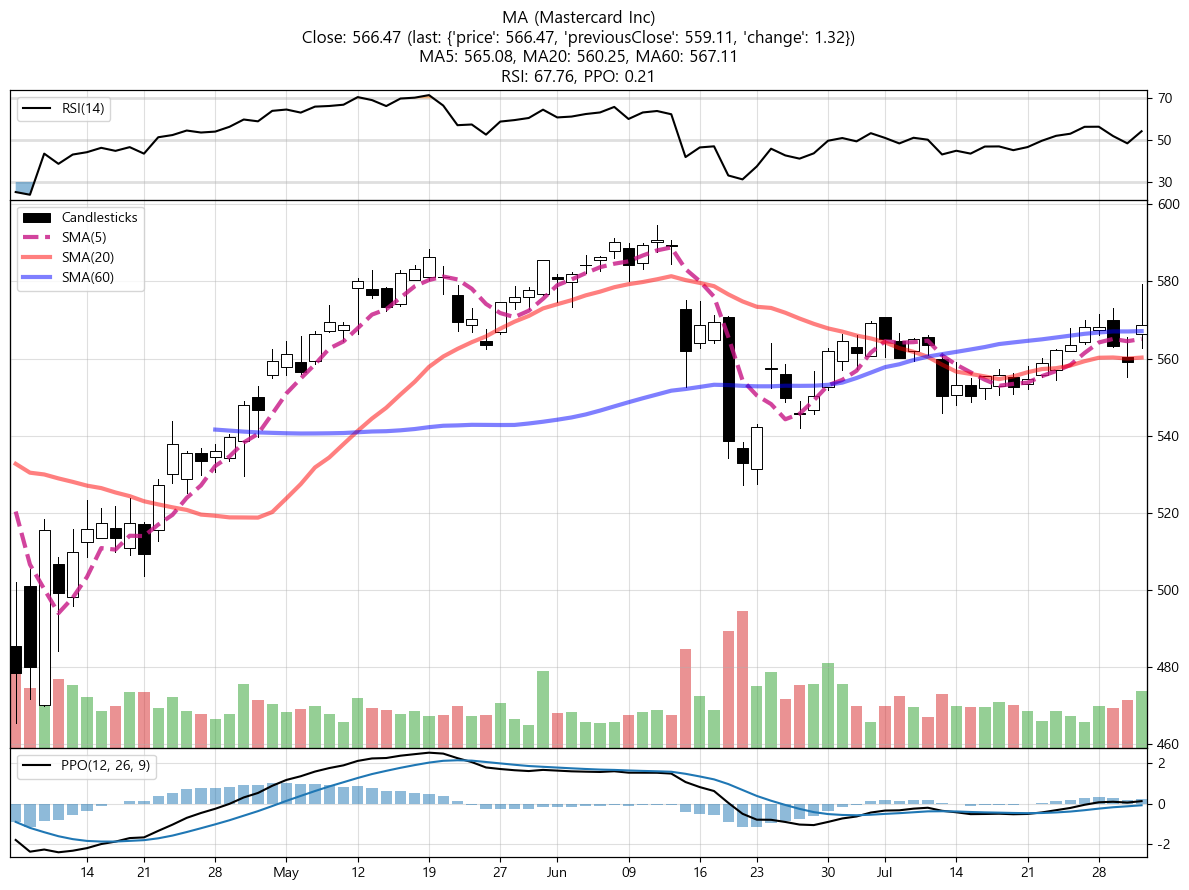 MA (Mastercard Inc)
Close: 566.47 (last: {'price': 566.47, 'previousClose': 559.11, 'change': 1.32})
MA5: 565.08, MA20: 560.25, MA60: 567.11
RSI: 67.76, PPO: 0.21
RSI(14)
70
50
30
Candlesticks
SMA(5)
SMA(20)
SMA(60)
600
580
560
540
520
500
480
460
PPO(12, 26, 9)
2
0
-2
14 21 28 May 12 19 27 Jun 09 16 23 30 Jul 14 21 28